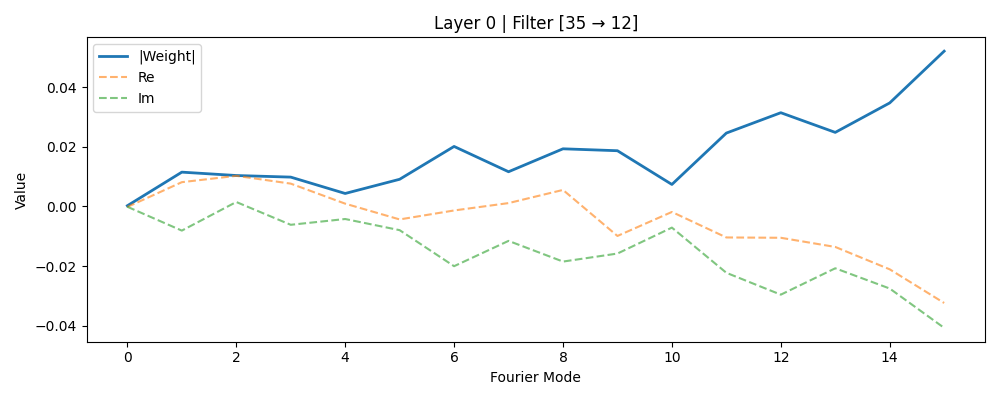 Layer 0 | Filter [35 → 12]
|Weight|
Re
Im
Value
0.04
0.02
0.00
−0.02
−0.04
0 2 4 6 8 10 12 14
Fourier Mode